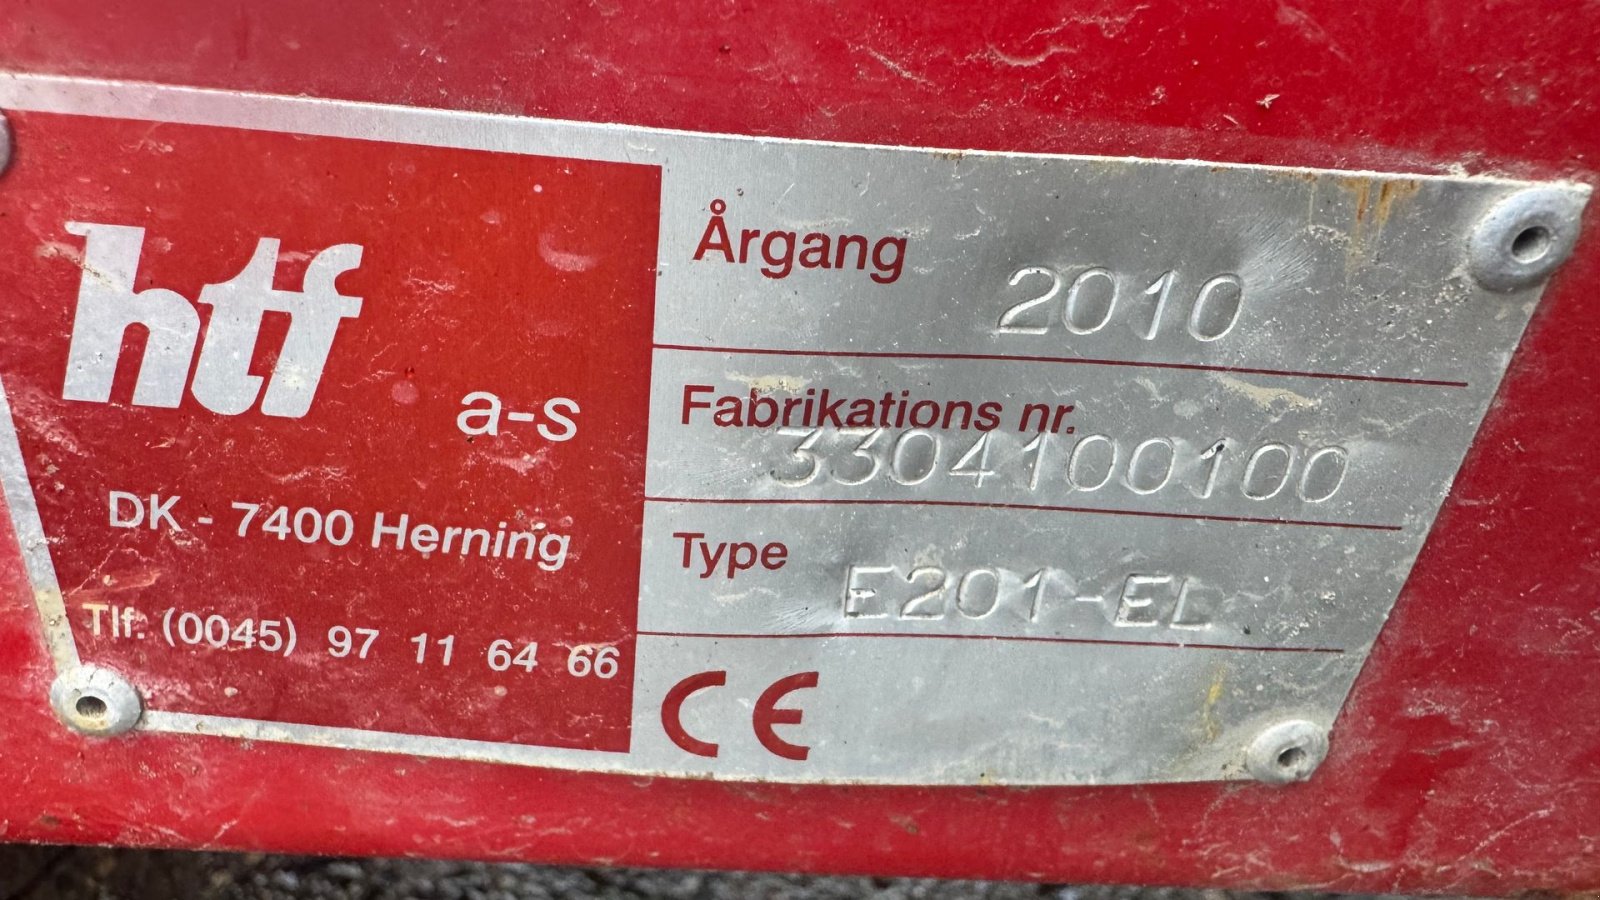 htf a-s
DK - 7400 Herning
Tlf: (0045) 97 11 64 66
Årgang 2010
Fabrikations nr.
3304100100
Type E201-EL
CE